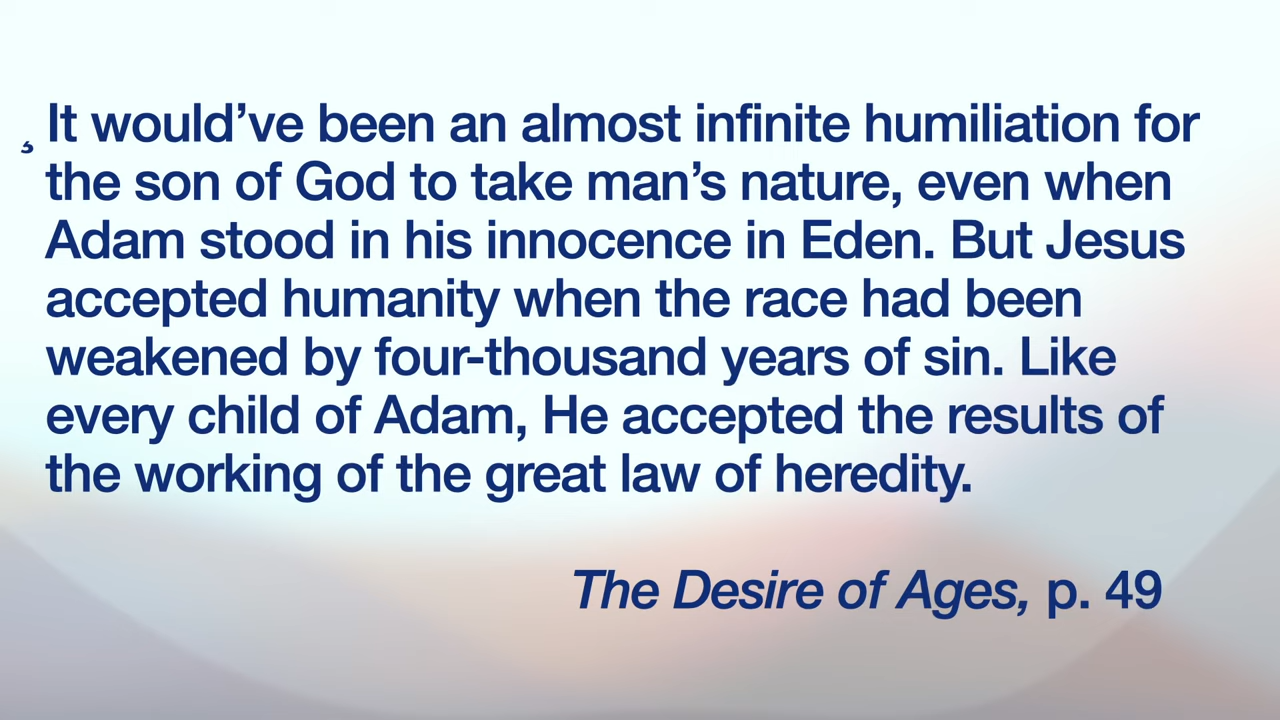 It would’ve been an almost infinite humiliation for
the son of God to take man’s nature, even when
Adam stood in his innocence in Eden. But Jesus
accepted humanity when the race had been
weakened by four-thousand years of sin. Like
every child of Adam, He accepted the results of
the working of the great law of heredity.
The Desire of Ages, p. 49